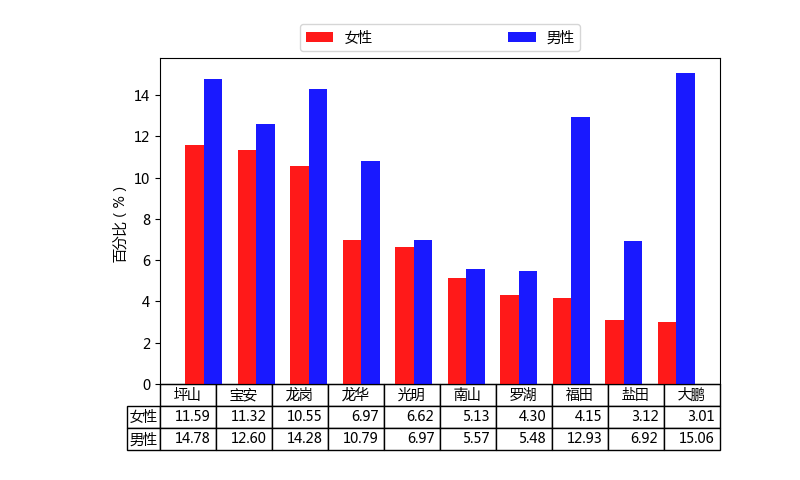 女性 男性
14
12
10
8
6
4
2
0
百分比（%）
坪山 宝安 龙岗 龙华 光明 南山 罗湖 福田 盐田 大鹏
女性 11.59 11.32 10.55 6.97 6.62 5.13 4.30 4.15 3.12 3.01
男性 14.78 12.60 14.28 10.79 6.97 5.57 5.48 12.93 6.92 15.06